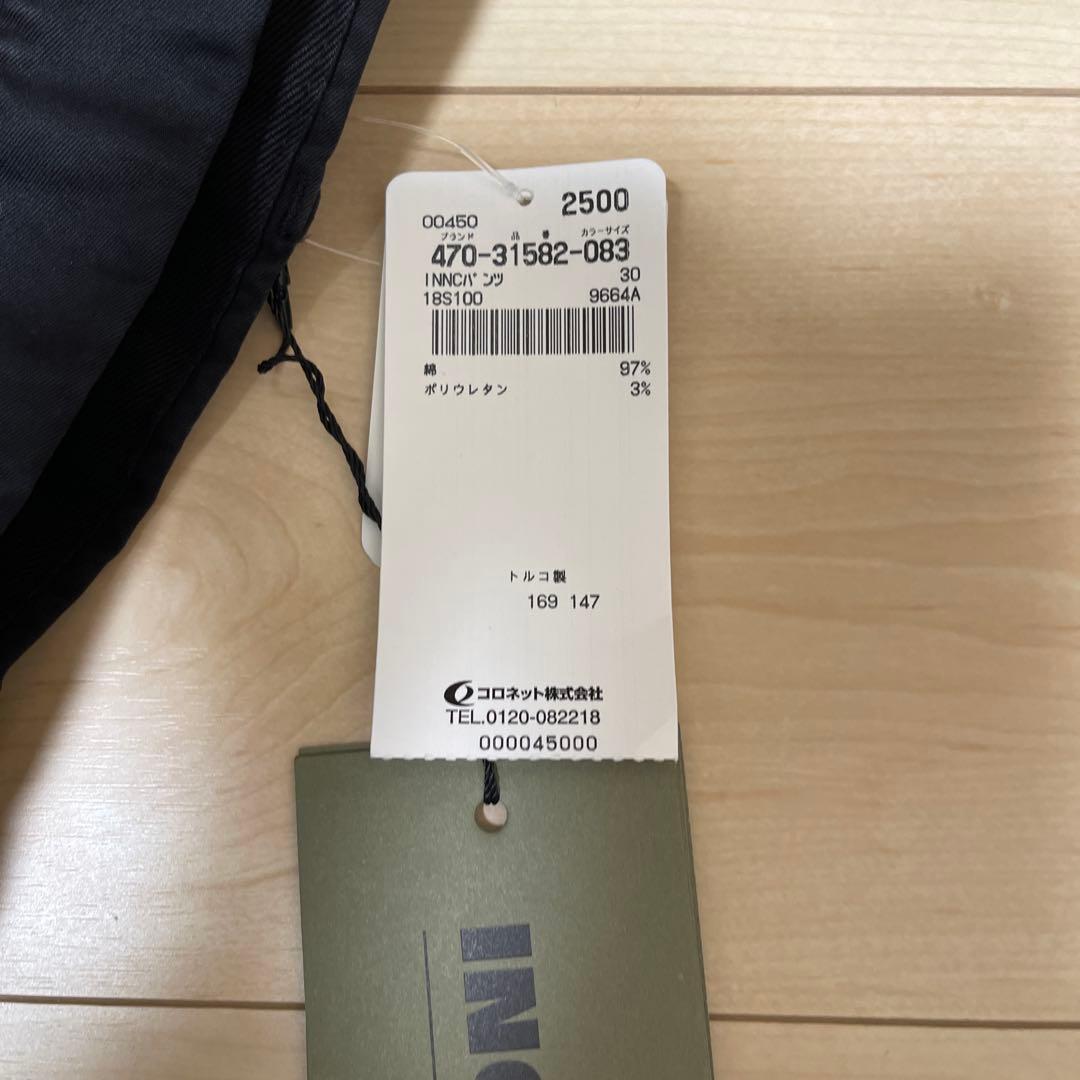 2500
00450
ブランド 品番 カラーサイズ
470-31582-083
INNCパンツ 30
18S100 9664A
綿 97%
ポリウレタン 3%
トルコ製
169 147
コロネット株式会社
TEL.0120-082218
000045000
INC